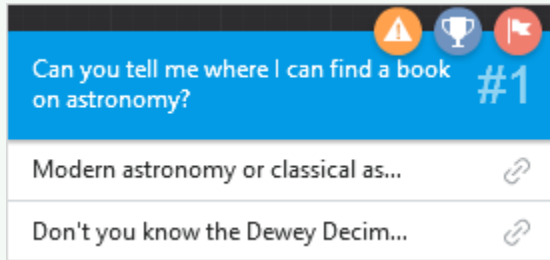 Can you tell me where I can find a book
on astronomy?
#1
Modern astronomy or classical as...
Don't you know the Dewey Decim...